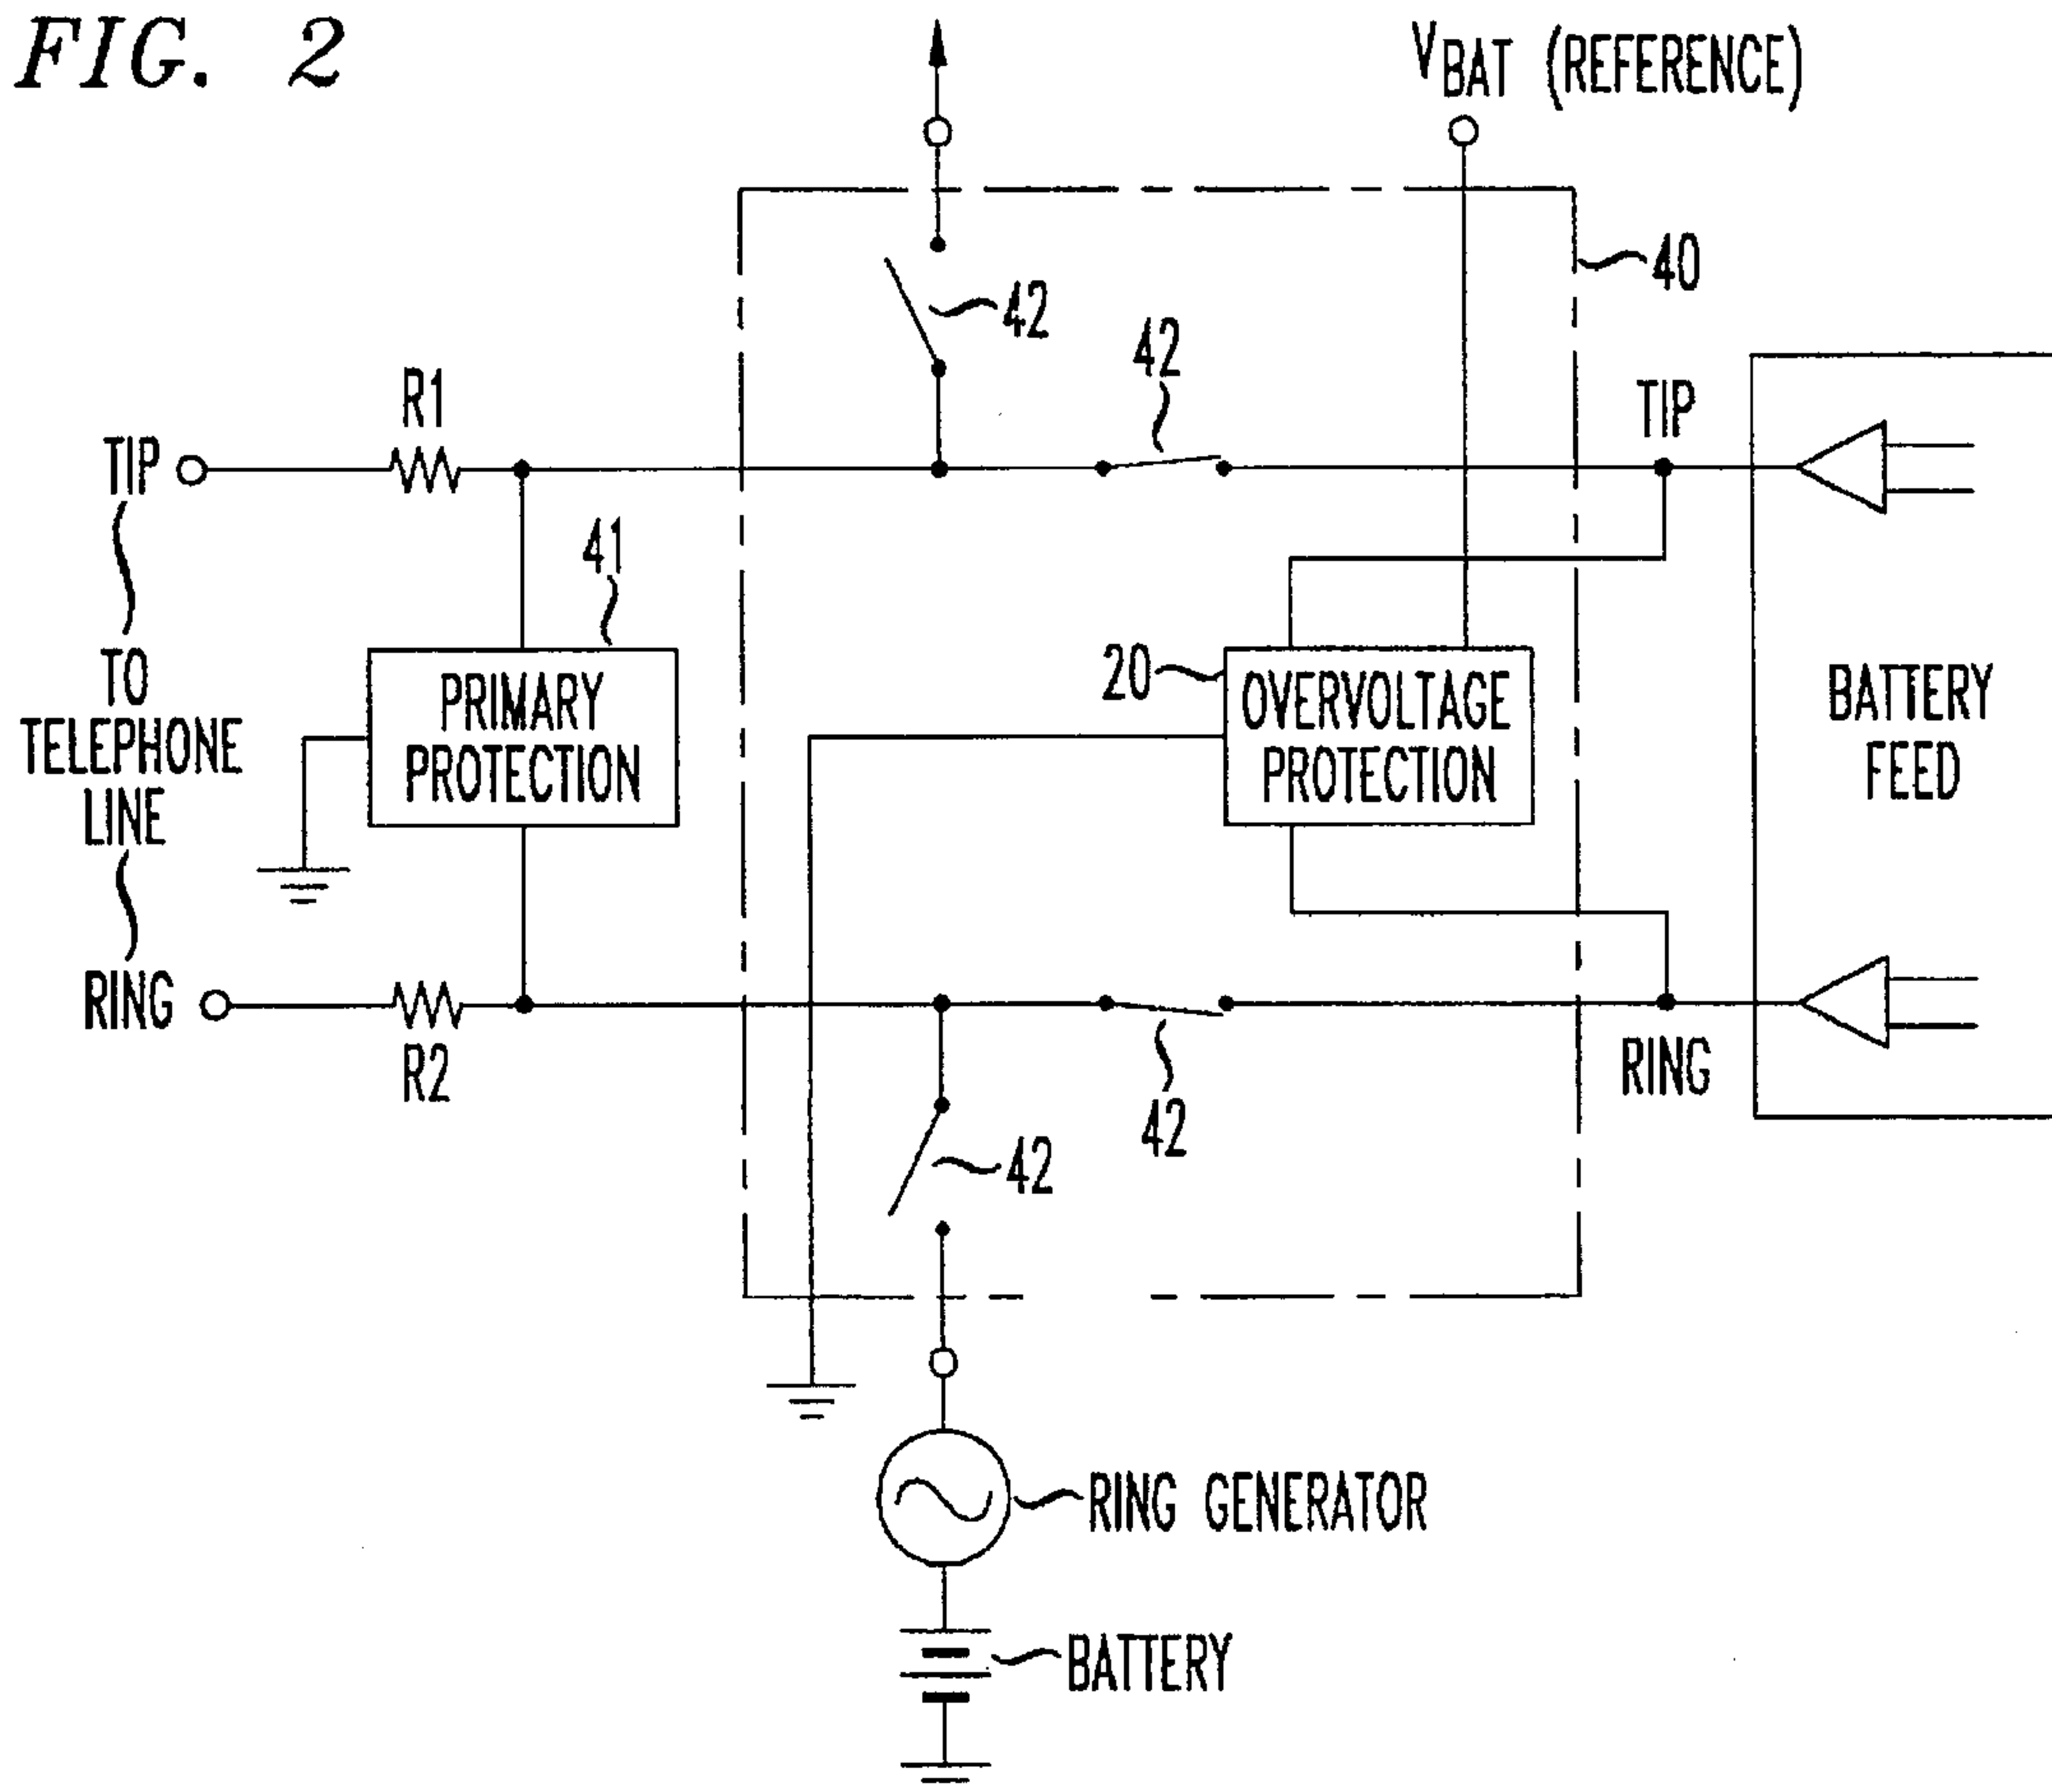 FIG. 2
VBAT (REFERENCE)
40
42
42
R1
TIP
TIP
41
20
TO
TELEPHONE
LINE
PRIMARY
PROTECTION
OVERVOLTAGE
PROTECTION
BATTERY
FEED
RING
R2
RING
42
42
RING GENERATOR
BATTERY